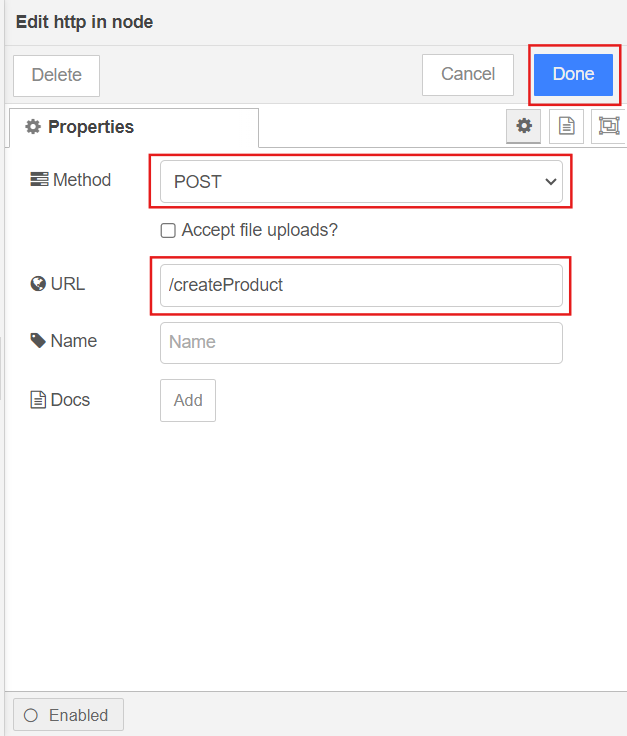 Edit http in node
Delete
Cancel
Done
Properties
Method
POST
Accept file uploads?
URL
/createProduct
Name
Name
Docs
Add
Enabled